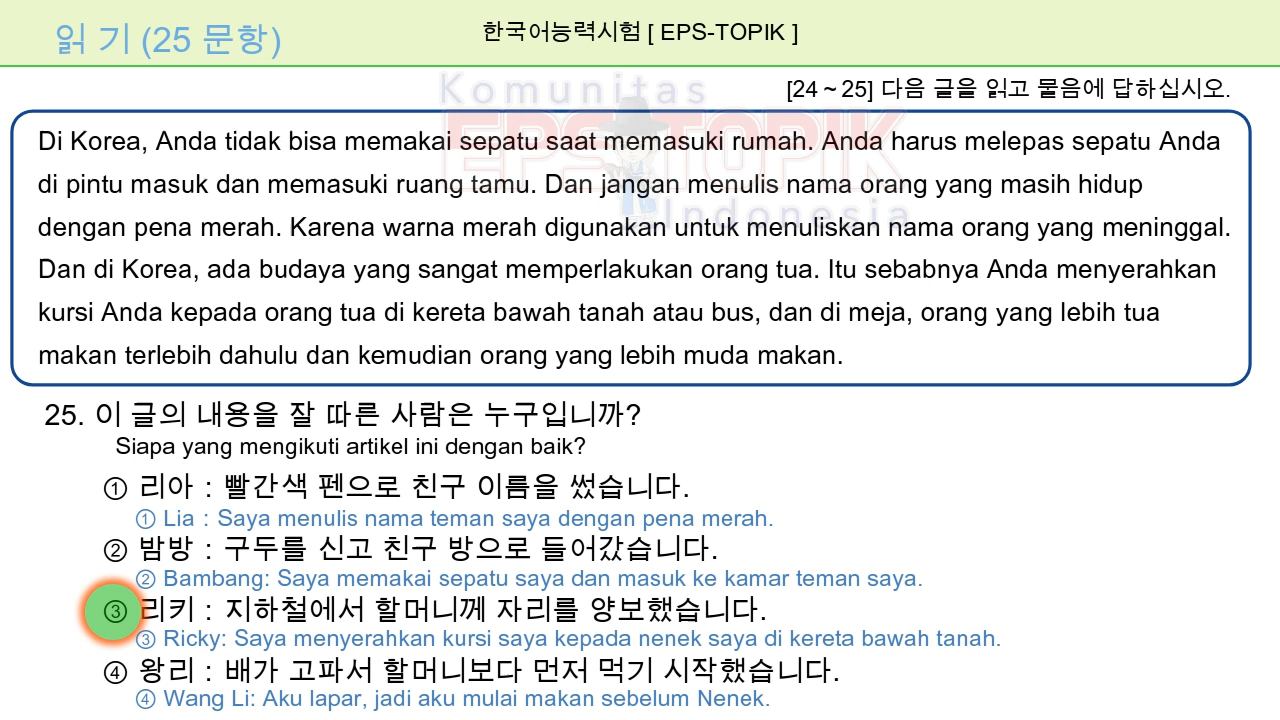 읽 기 (25 문항)
한국어능력시험 [ EPS-TOPIK ]
Komunitas
EPS-TOPIK
Indonesia
[24 ~ 25] 다음 글을 읽고 물음에 답하십시오.
Di Korea, Anda tidak bisa memakai sepatu saat memasuki rumah. Anda harus melepas sepatu Anda
di pintu masuk dan memasuki ruang tamu. Dan jangan menulis nama orang yang masih hidup
dengan pena merah. Karena warna merah digunakan untuk menuliskan nama orang yang meninggal.
Dan di Korea, ada budaya yang sangat memperlakukan orang tua. Itu sebabnya Anda menyerahkan
kursi Anda kepada orang tua di kereta bawah tanah atau bus, dan di meja, orang yang lebih tua
makan terlebih dahulu dan kemudian orang yang lebih muda makan.
25. 이 글의 내용을 잘 따른 사람은 누구입니까?
Siapa yang mengikuti artikel ini dengan baik?
① 리아 : 빨간색 펜으로 친구 이름을 썼습니다.
① Lia : Saya menulis nama teman saya dengan pena merah.
② 밤방 : 구두를 신고 친구 방으로 들어갔습니다.
② Bambang: Saya memakai sepatu saya dan masuk ke kamar teman saya.
③ 리키 : 지하철에서 할머니께 자리를 양보했습니다.
③ Ricky: Saya menyerahkan kursi saya kepada nenek saya di kereta bawah tanah.
④ 왕리 : 배가 고파서 할머니보다 먼저 먹기 시작했습니다.
④ Wang Li: Aku lapar, jadi aku mulai makan sebelum Nenek.